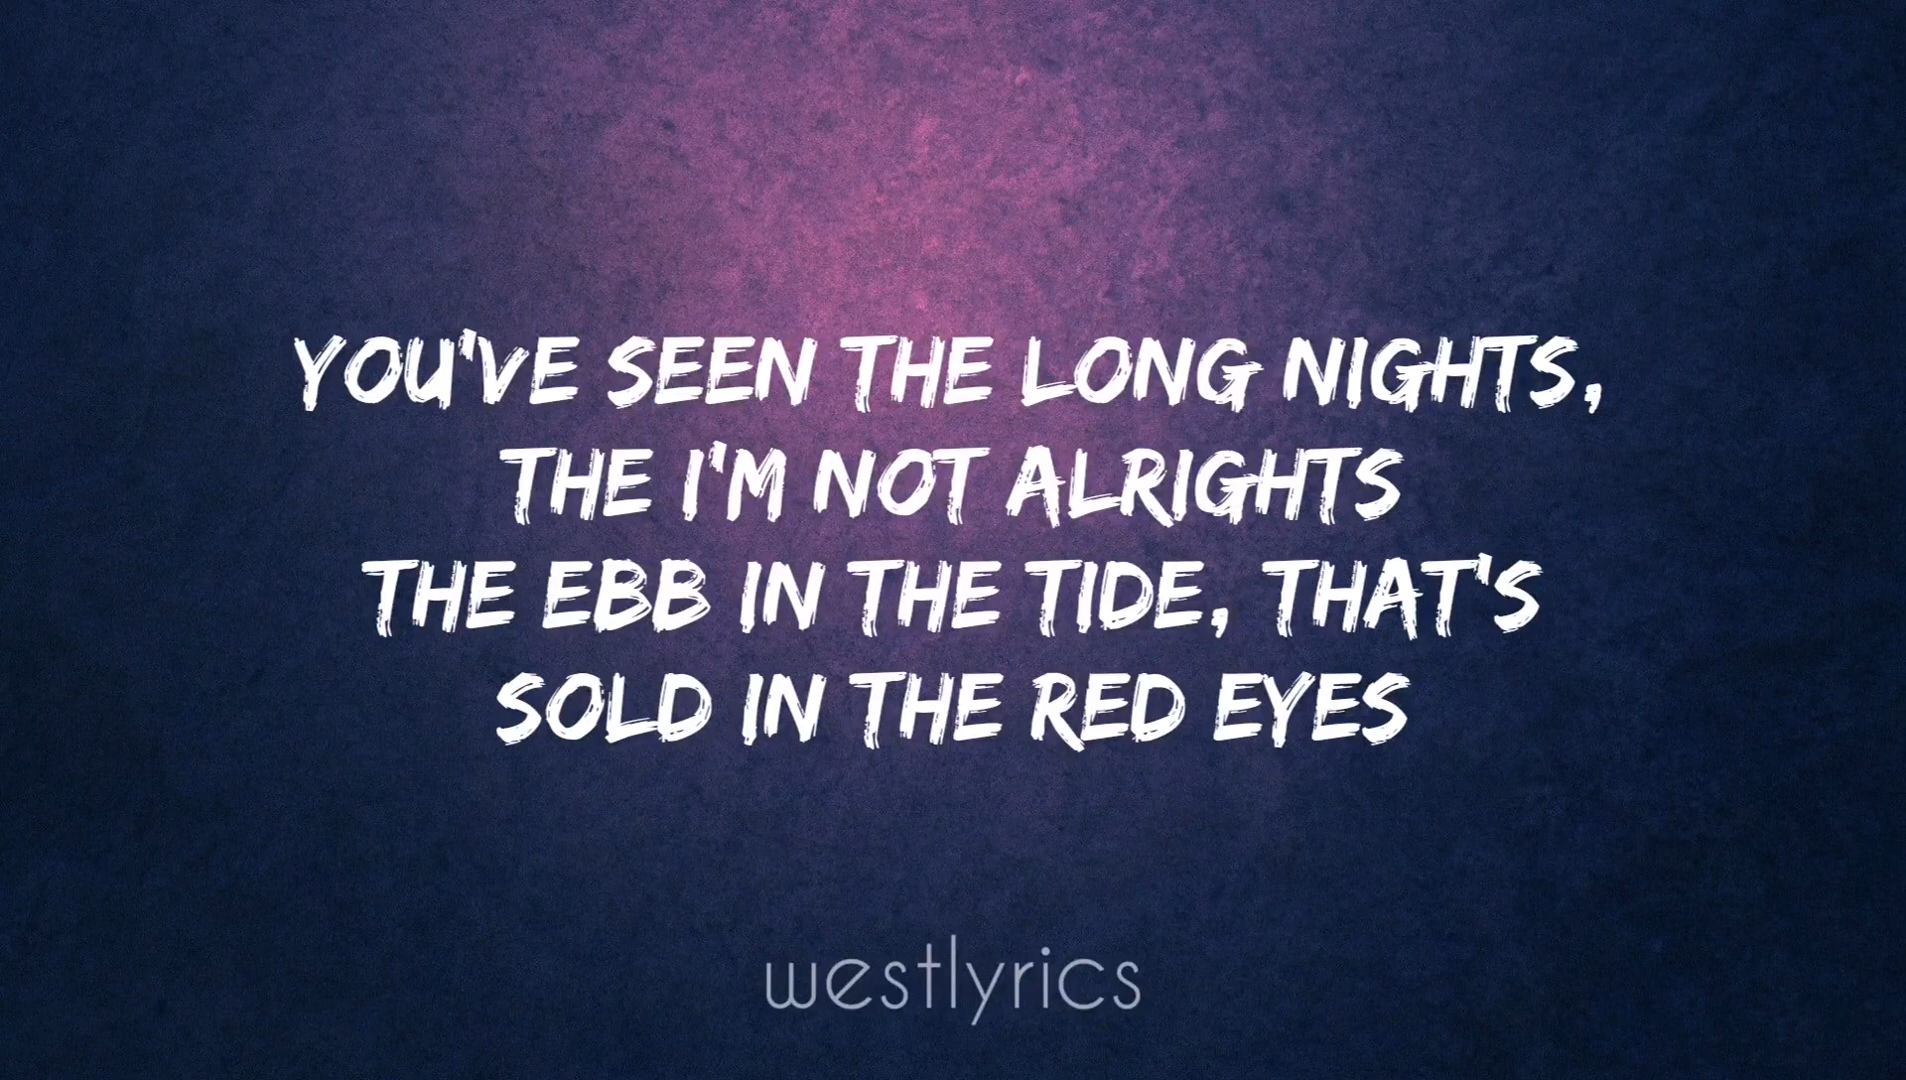 YOU'VE SEEN THE LONG NIGHTS,
THE I'M NOT ALRIGHTS
THE EBB IN THE TIDE, THAT'S
SOLD IN THE RED EYES
westlyrics